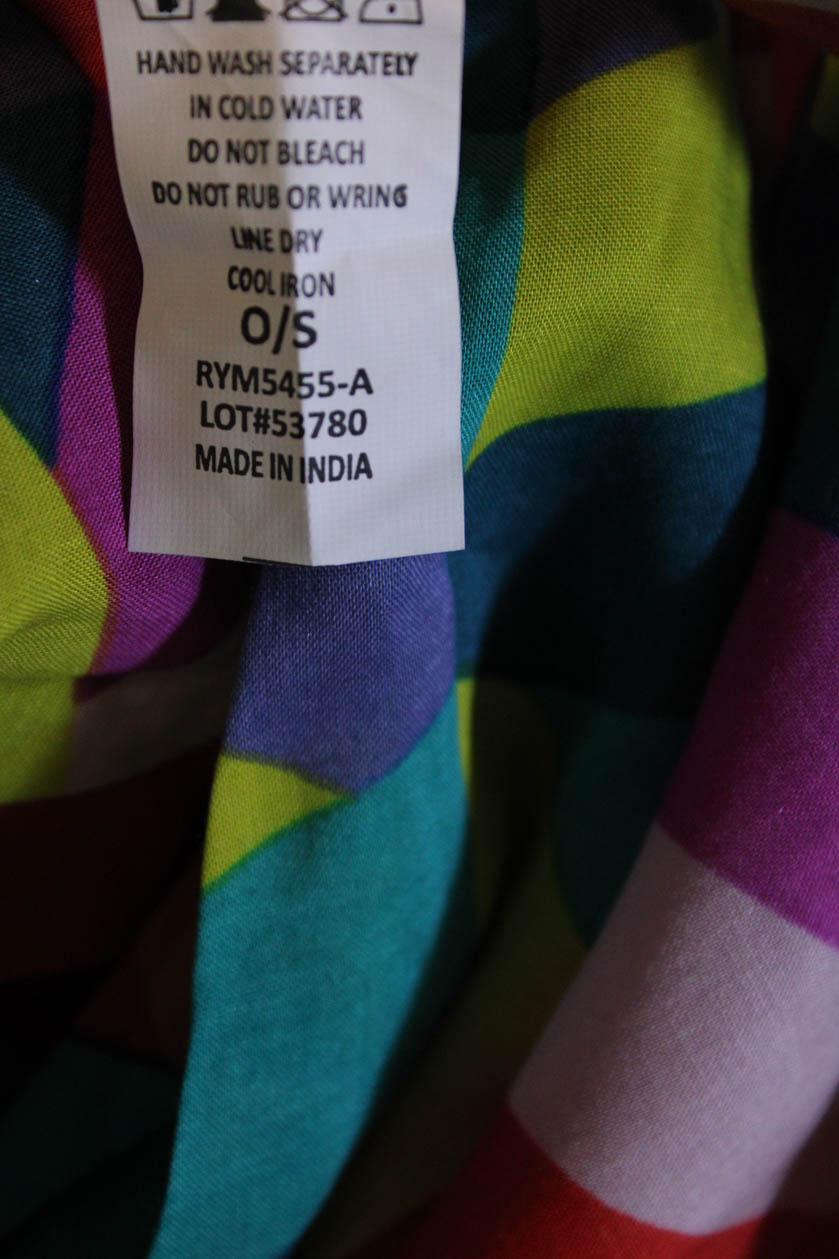 HAND WASH SEPARATELY
IN COLD WATER
DO NOT BLEACH
DO NOT RUB OR WRING
LINE DRY
COOL IRON
O/S
RYM5455-A
LOT#53780
MADE IN INDIA